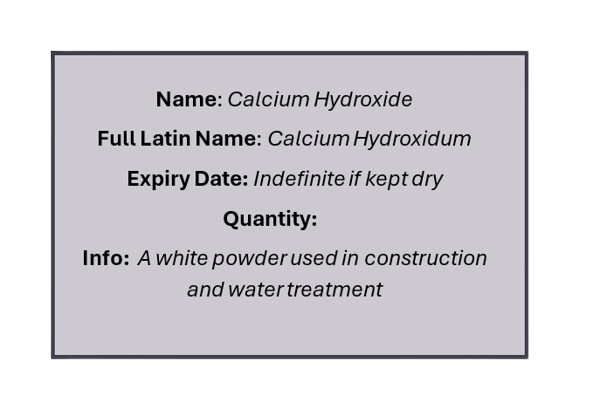 Name: Calcium Hydroxide
Full Latin Name: Calcium Hydroxidum
Expiry Date: Indefinite if kept dry
Quantity:
Info: A white powder used in construction
and water treatment